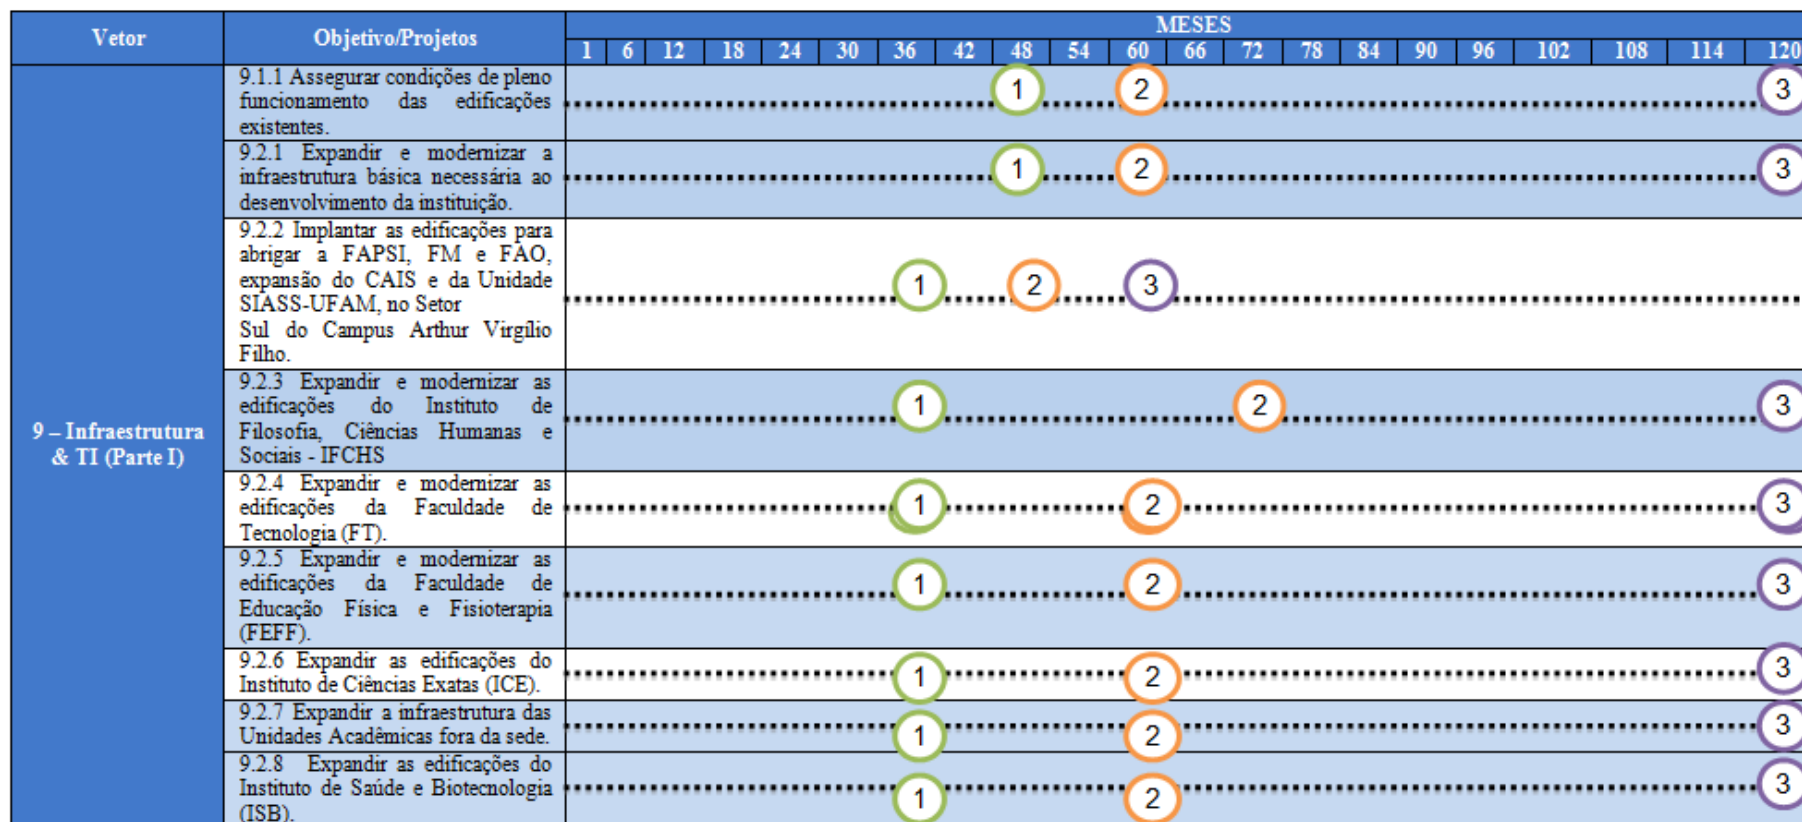 Vetor
Objetivo/Projetos
MESES
1 6 12 18 24 30 36 42 48 54 60 66 72 78 84 90 96 102 108 114 120
9 – Infraestrutura
& TI (Parte I)
9.1.1 Assegurar condições de pleno
funcionamento das edificações
existentes.
1 2 3
9.2.1 Expandir e modernizar a
infraestrutura básica necessária ao
desenvolvimento da instituição.
1 2 3
9.2.2 Implantar as edificações para
abrigar a FAPSI, FM e FAO,
expansão do CAIS e da Unidade
SIASS-UFAM, no Setor
Sul do Campus Arthur Virgílio
Filho.
1 2 3
9.2.3 Expandir e modernizar as
edificações do Instituto de
Filosofia, Ciências Humanas e
Sociais - IFCHS
1 2 3
9.2.4 Expandir e modernizar as
edificações da Faculdade de
Tecnologia (FT).
1 2 3
9.2.5 Expandir e modernizar as
edificações da Faculdade de
Educação Física e Fisioterapia
(FEFF).
1 2 3
9.2.6 Expandir as edificações do
Instituto de Ciências Exatas (ICE).
1 2 3
9.2.7 Expandir a infraestrutura das
Unidades Acadêmicas fora da sede.
1 2 3
9.2.8 Expandir as edificações do
Instituto de Saúde e Biotecnologia
(ISB).
1 2 3